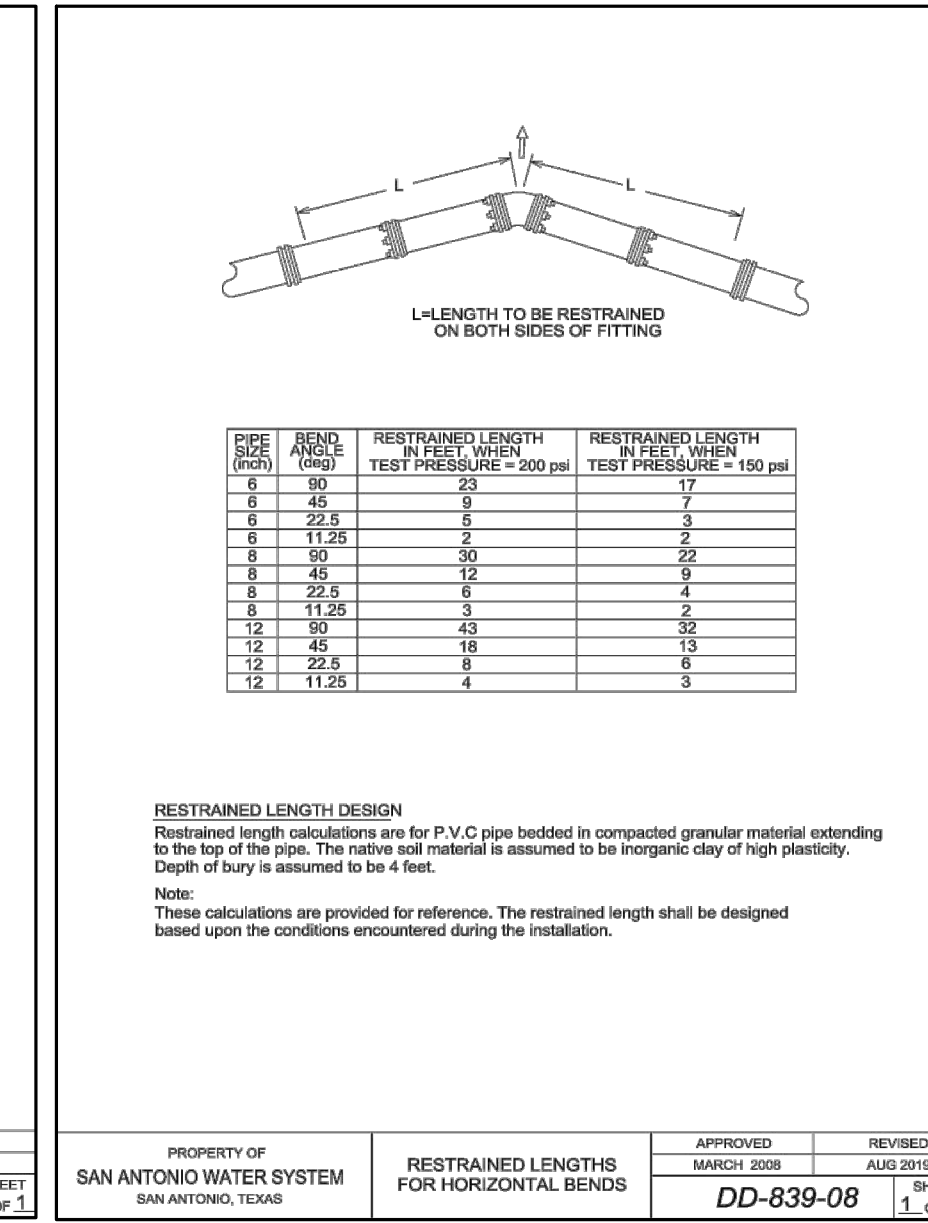 L
L
L=LENGTH TO BE RESTRAINED
ON BOTH SIDES OF FITTING
PIPE SIZE (inch) BEND ANGLE (deg) RESTRAINED LENGTH IN FEET, WHEN TEST PRESSURE = 200 psi RESTRAINED LENGTH IN FEET, WHEN TEST PRESSURE = 150 psi
6 90 23 17
6 45 9 7
6 22.5 5 3
6 11.25 2 2
8 90 30 22
8 45 12 9
8 22.5 6 4
8 11.25 3 2
12 90 43 32
12 45 18 13
12 22.5 8 6
12 11.25 4 3
RESTRAINED LENGTH DESIGN
Restrained length calculations are for P.V.C pipe bedded in compacted granular material extending
to the top of the pipe. The native soil material is assumed to be inorganic clay of high plasticity.
Depth of bury is assumed to be 4 feet.
Note:
These calculations are provided for reference. The restrained length shall be designed
based upon the conditions encountered during the installation.
EET
OF 1
PROPERTY OF
SAN ANTONIO WATER SYSTEM
SAN ANTONIO, TEXAS
RESTRAINED LENGTHS
FOR HORIZONTAL BENDS
APPROVED REVISED
MARCH 2008 AUG 2019
DD-839-08
SH
1